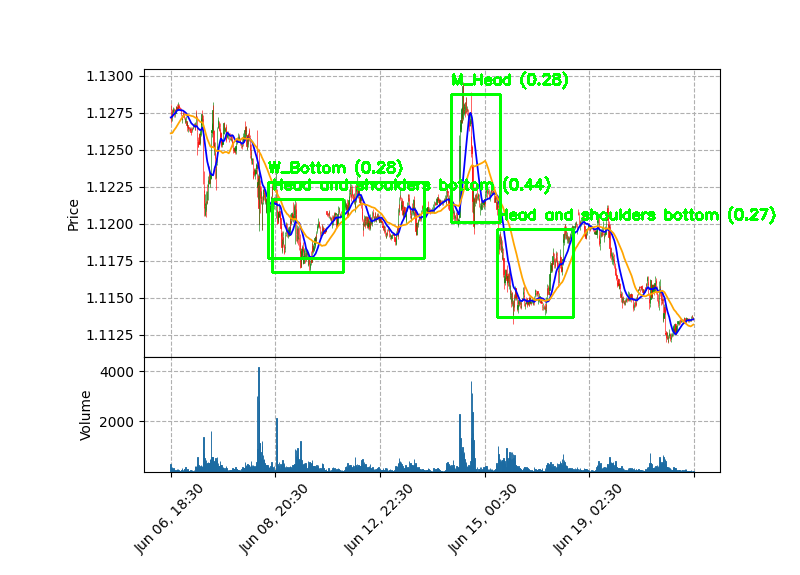 1.1300
M_Head (0.28)
1.1275
1.1250
W_Bottom (0.28)
1.1225
Head and shoulders bottom (0.44)
1.1200
Head and shoulders bottom (0.27)
Price
1.1175
1.1150
1.1125
4000
Volume
2000
Jun 06, 18:30
Jun 08, 20:30
Jun 12, 22:30
Jun 15, 00:30
Jun 19, 02:30